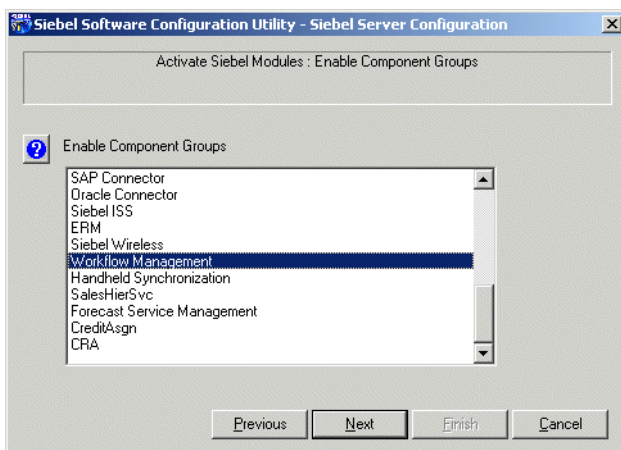 Siebel Software Configuration Utility - Siebel Server Configuration
Activate Siebel Modules : Enable Component Groups
Enable Component Groups
SAP Connector
Oracle Connector
Siebel ISS
ERM
Siebel Wireless
Workflow Management
Handheld Synchronization
SalesHierSvc
Forecast Service Management
CreditAsgn
CRA
Previous Next Finish Cancel